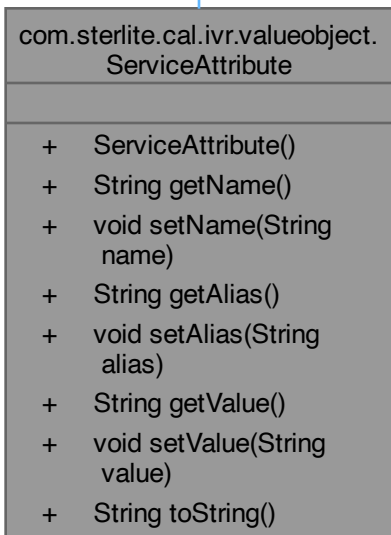 com.sterlite.cal.ivr.valueobject.
ServiceAttribute
+ ServiceAttribute()
+ String getName()
+ void setName(String
name)
+ String getAlias()
+ void setAlias(String
alias)
+ String getValue()
+ void setValue(String
value)
+ String toString()